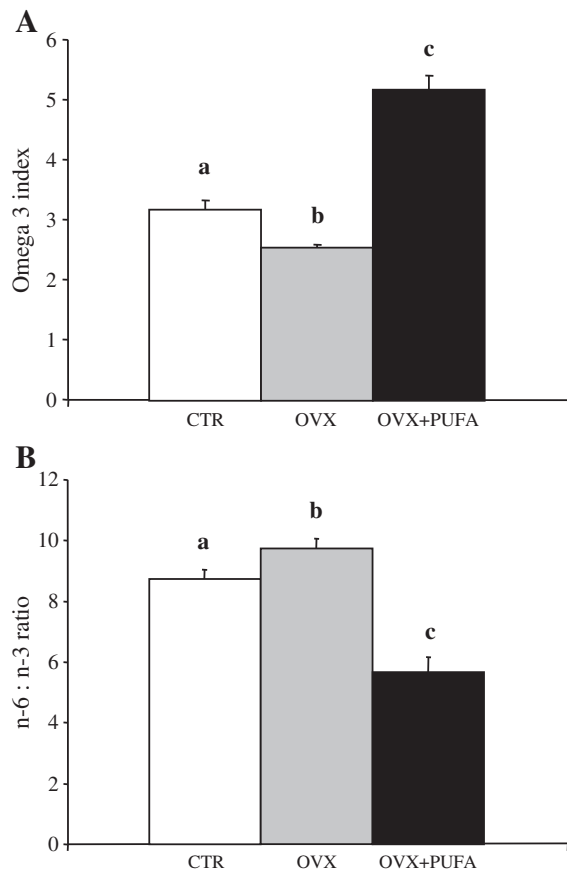 A
c
6
5
4
a
b
3
2
1
0
Omega 3 index
CTR OVX OVX+PUFA
B
12
b
a
10
8
c
6
4
2
0
n-6 : n-3 ratio
CTR OVX OVX+PUFA